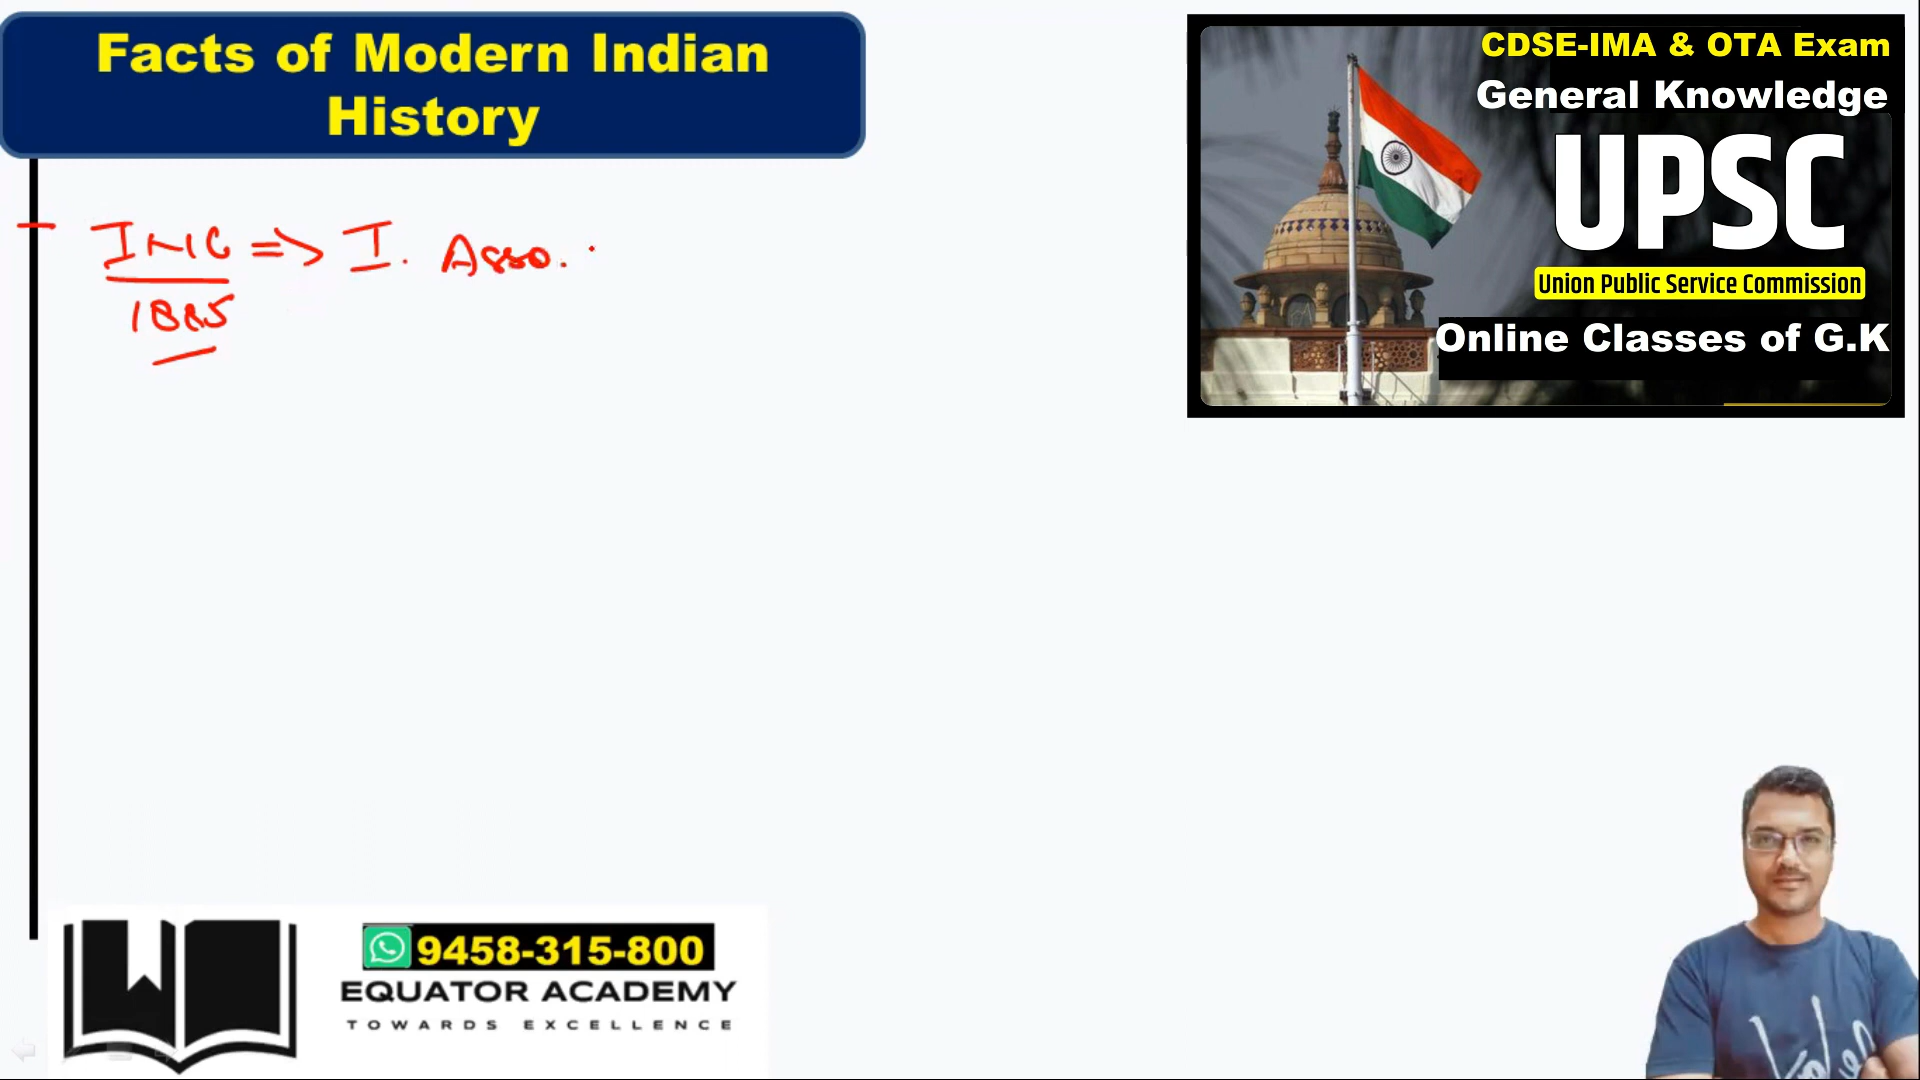 Facts of Modern Indian
History
INC => I. Asso.
1885
CDSE-IMA & OTA Exam
General Knowledge
UPSC
Union Public Service Commission
Online Classes of G.K
9458-315-800
EQUATOR ACADEMY
TOWARDS EXCELLENCE